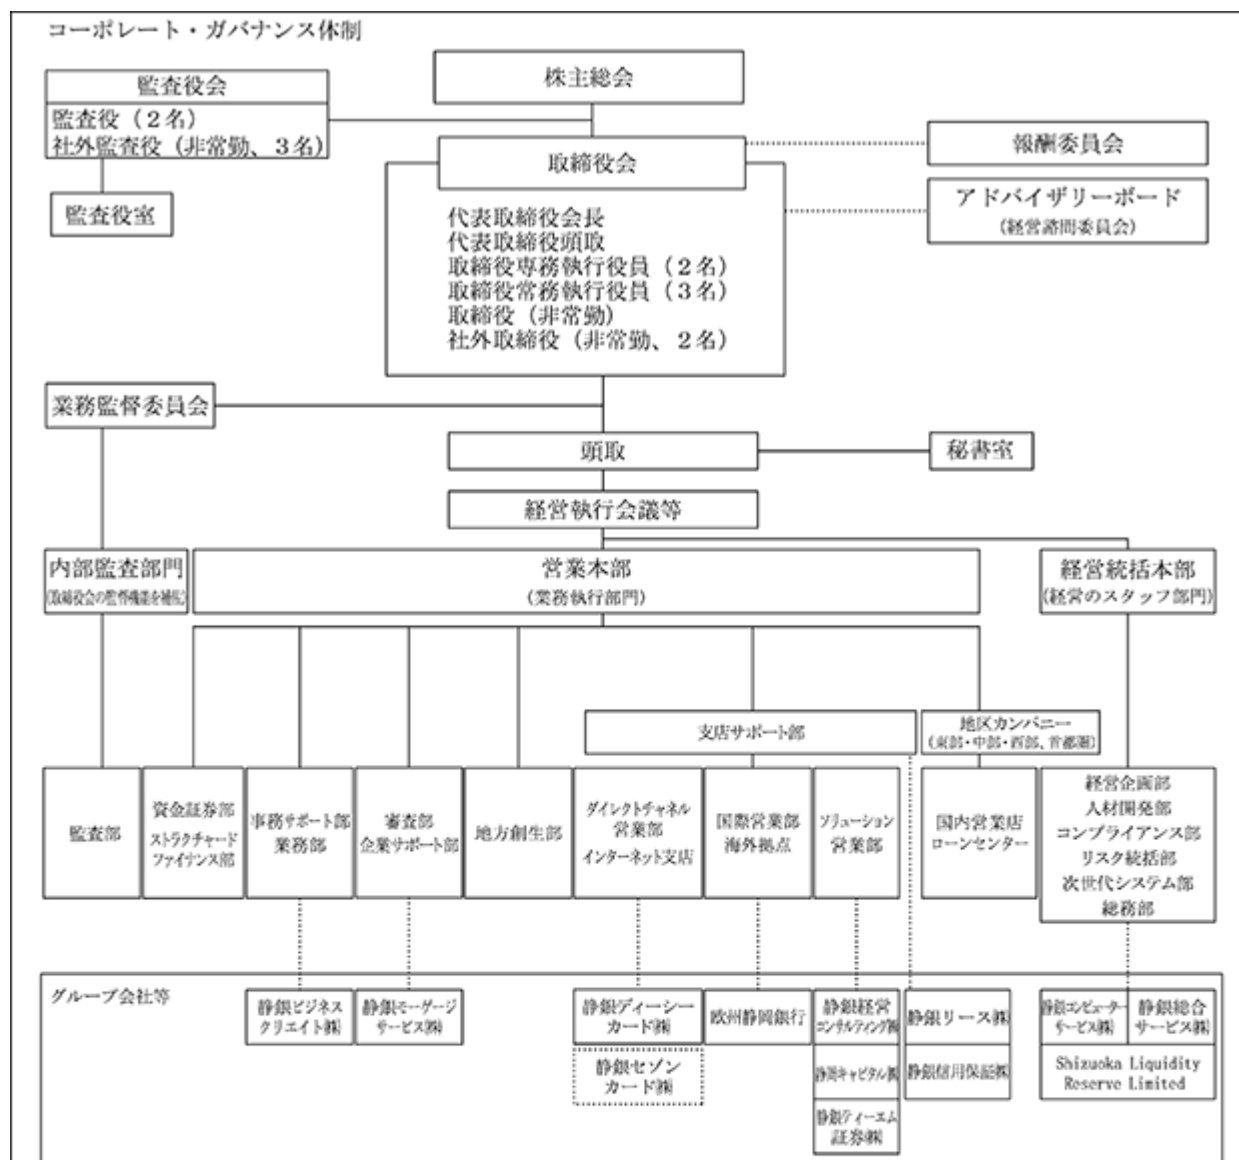 コーポレート・ガバナンス体制
株主総会
監査役会
監査役（２名）
社外監査役（非常勤、３名）
監査役室
取締役会
代表取締役会長
代表取締役頭取
取締役専務執行役員（２名）
取締役常務執行役員（３名）
取締役（非常勤）
社外取締役（非常勤、２名）
報酬委員会
アドバイザリーボード
（経営諮問委員会）
業務監督委員会
頭取
秘書室
経営執行会議等
内部監査部門
（取締役会の監督機能を補佐）
営業本部
（業務執行部門）
経営統括本部
（経営のスタッフ部門）
支店サポート部
地区カンパニー
（東部・中部・西部、首都圏）
監査部
資金証券部
ストラクチャード
ファイナンス部
事務サポート部
業務部
審査部
企業サポート部
地方創生部
ダイレクトチャネル
営業部
インターネット支店
国際営業部
海外拠点
ソリューション
営業部
国内営業店
ローンセンター
経営企画部
人材開発部
コンプライアンス部
リスク統括部
次世代システム部
総務部
グループ会社等
静銀ビジネス
クリエイト㈱
静銀モーゲージ
サービス㈱
静銀ディーシー
カード㈱
静銀セゾン
カード㈱
欧州静岡銀行
静銀経営
コンサルティング㈱
静岡キャピタル㈱
静銀ティーエム
証券㈱
静銀リース㈱
静銀信用保証㈱
静銀コンピューター
サービス㈱
静銀総合
サービス㈱
Shizuoka Liquidity
Reserve Limited